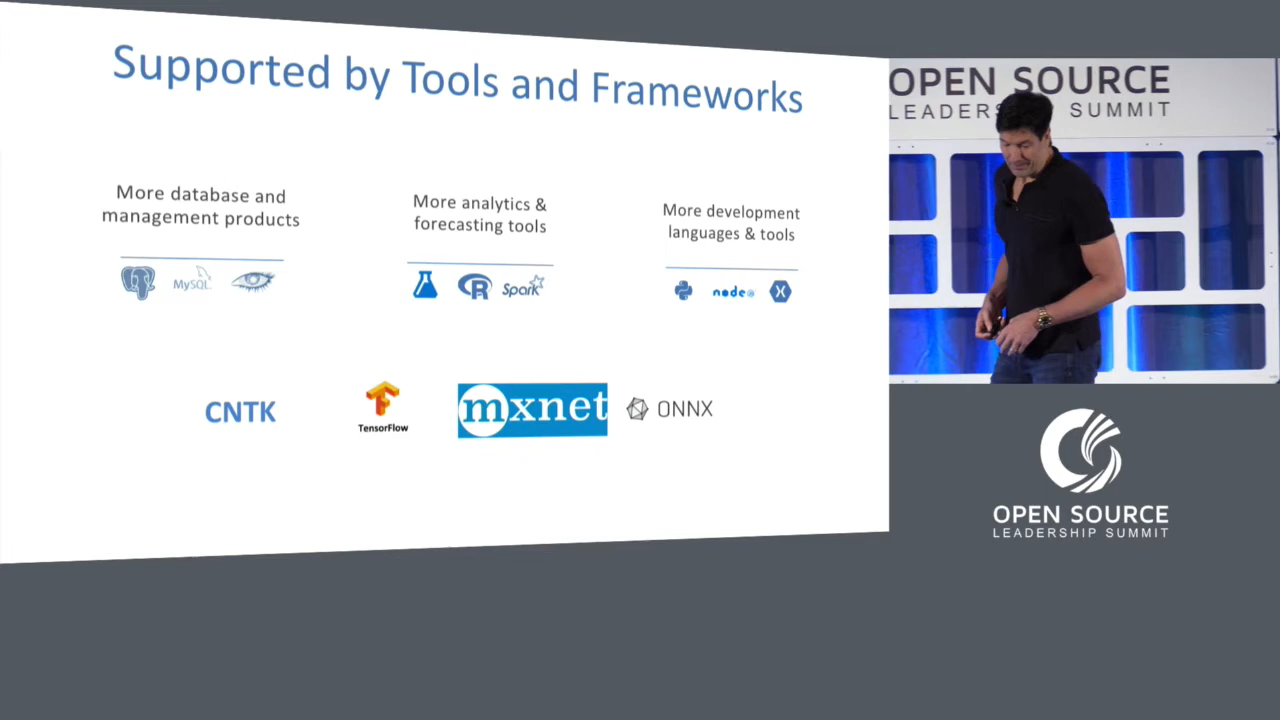 Supported by Tools and Frameworks
More database and
management products
More analytics &
forecasting tools
More development
languages & tools
MySQL
R
Spark
node
CNTK
TensorFlow
mxnet
ONNX
OPEN SOURCE
SUMMIT
OPEN SOURCE
LEADERSHIP SUMMIT